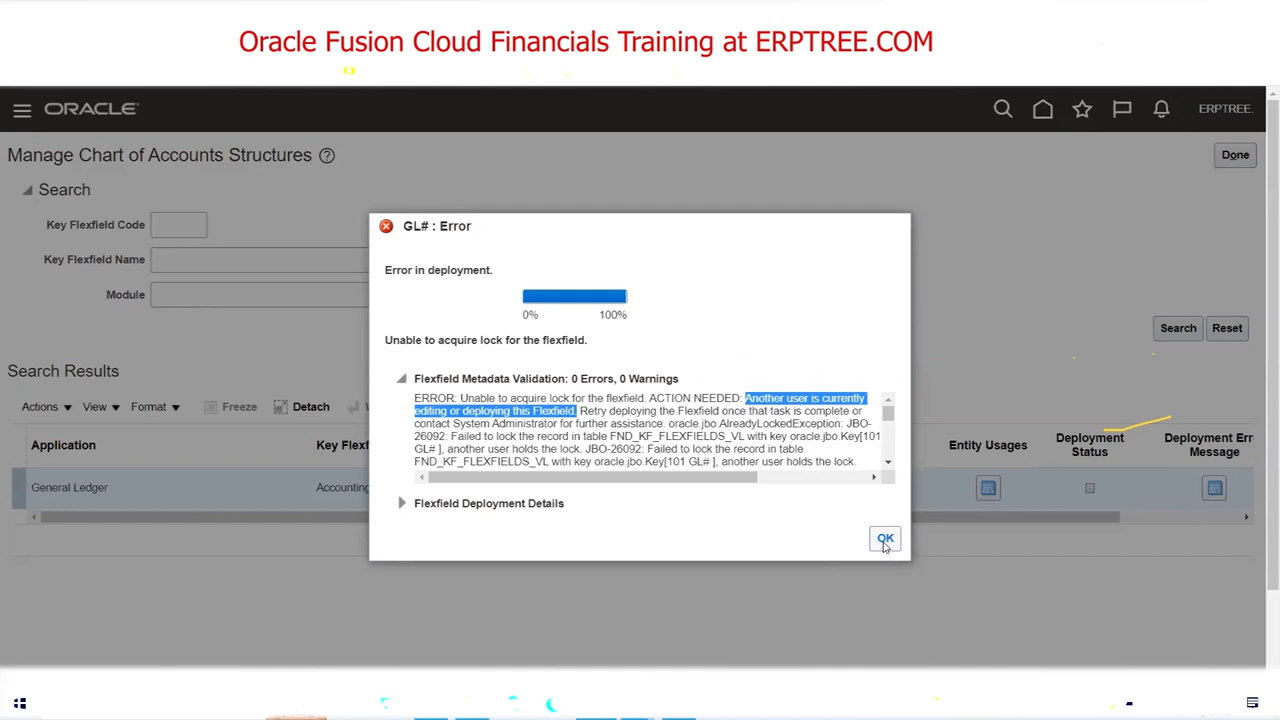 Oracle Fusion Cloud Financials Training at ERPTREE.COM
ORACLE
ERPTREE.
Manage Chart of Accounts Structures
Done
Search
Key Flexfield Code
Key Flexfield Name
Module
Search Reset
Search Results
Actions View Format Freeze Detach
Application Key Flex Entity Usages Deployment Status Deployment Err Message
General Ledger Accounting
GL# : Error
Error in deployment.
0% 100%
Unable to acquire lock for the flexfield.
Flexfield Metadata Validation: 0 Errors, 0 Warnings
ERROR: Unable to acquire lock for the flexfield. ACTION NEEDED: Another user is currently
editing or deploying this Flexfield. Retry deploying the Flexfield once that task is complete or
contact System Administrator for further assistance. oracle.jbo.AlreadyLockedException: JBO-
26092: Failed to lock the record in table FND_KF_FLEXFIELDS_VL with key oracle.jbo.Key[101
GL# ], another user holds the lock. JBO-26092: Failed to lock the record in table
FND_KF_FLEXFIELDS_VL with key oracle.jbo.Key[101 GL# ], another user holds the lock.
Flexfield Deployment Details
OK